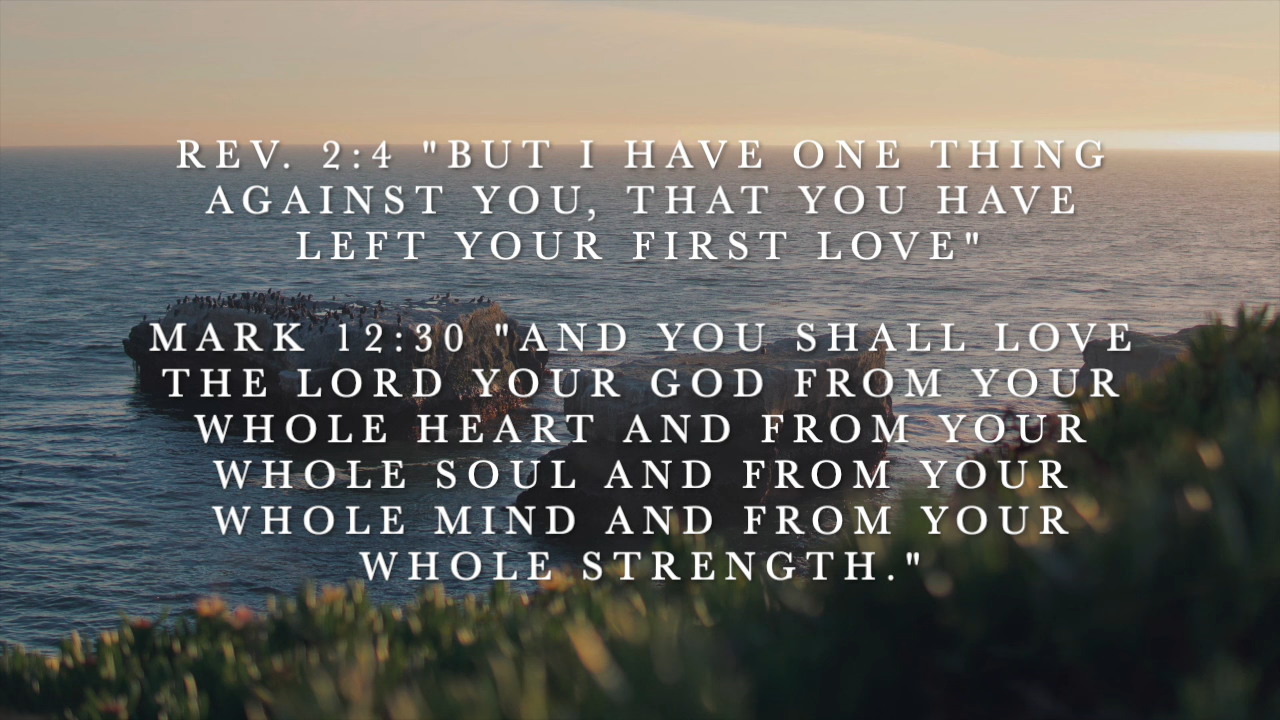 REV. 2:4 "BUT I HAVE ONE THING
AGAINST YOU, THAT YOU HAVE
LEFT YOUR FIRST LOVE"
MARK 12:30 "AND YOU SHALL LOVE
THE LORD YOUR GOD FROM YOUR
WHOLE HEART AND FROM YOUR
WHOLE SOUL AND FROM YOUR
WHOLE MIND AND FROM YOUR
WHOLE STRENGTH."